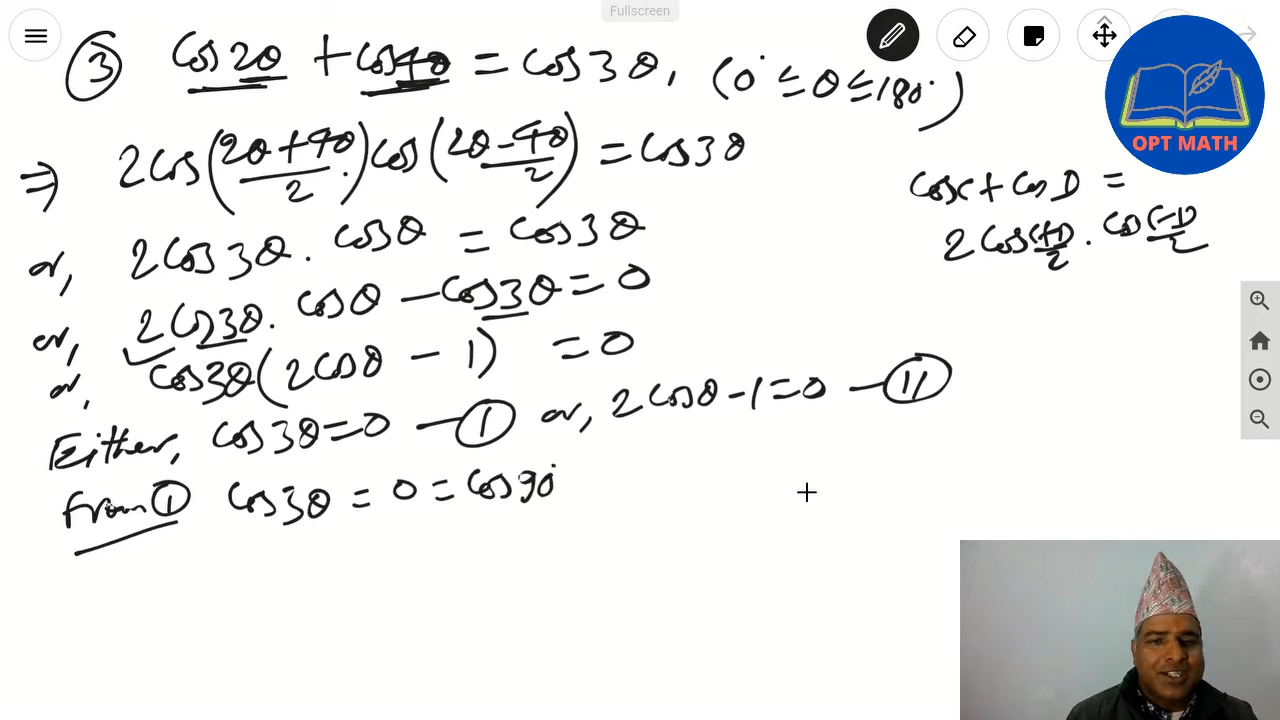 Fullscreen
③ cos2θ + cos4θ = cos3θ, (0° ≤ θ ≤ 180°)
OPT MATH
⇒ 2cos((2θ+4θ)/2) cos((2θ-4θ)/2) = cos3θ
cosC + cosD =
2cos (C+D)/2 . cos (C-D)/2
or, 2cos3θ . cosθ = cos3θ
or, 2cos3θ . cosθ - cos3θ = 0
or, cos3θ(2cosθ - 1) = 0
Either, cos3θ=0 — ① or, 2cosθ-1=0 — ⑪
from ① cos3θ = 0 = cos90°